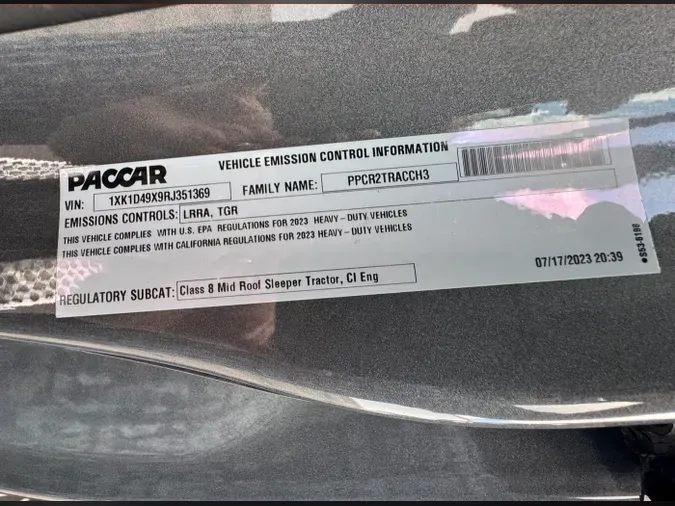 PACCAR VEHICLE EMISSION CONTROL INFORMATION
VIN: 1XK1D49X9RJ351369 FAMILY NAME: PPCR2TRACCH3
EMISSIONS CONTROLS: LRRA, TGR
THIS VEHICLE COMPLIES WITH U.S. EPA REGULATIONS FOR 2023 HEAVY-DUTY VEHICLES
THIS VEHICLE COMPLIES WITH CALIFORNIA REGULATIONS FOR 2023 HEAVY-DUTY VEHICLES
07/17/2023 20:39
REGULATORY SUBCAT: Class 8 Mid Roof Sleeper Tractor, CI Eng
S53-6198